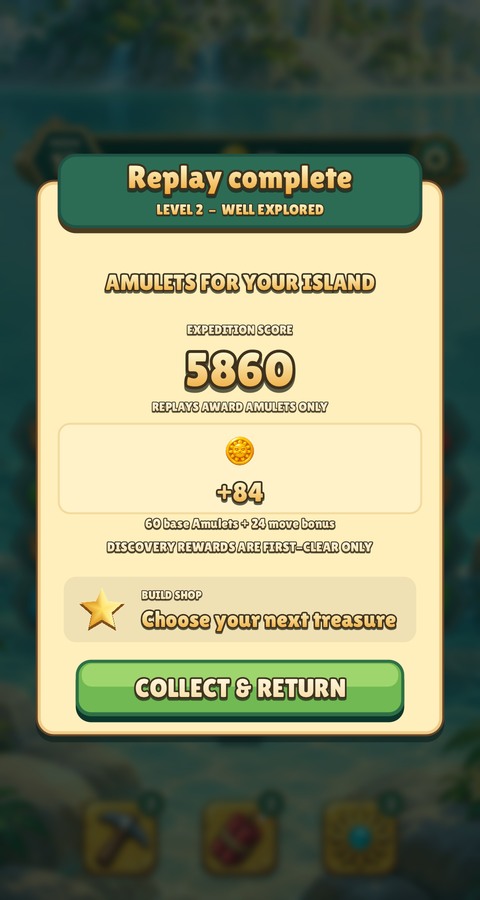 Replay complete
LEVEL 2 – WELL EXPLORED
AMULETS FOR YOUR ISLAND
EXPEDITION SCORE
5860
REPLAYS AWARD AMULETS ONLY
+84
60 base Amulets + 24 move bonus
DISCOVERY REWARDS ARE FIRST-CLEAR ONLY
BUILD SHOP
Choose your next treasure
COLLECT & RETURN